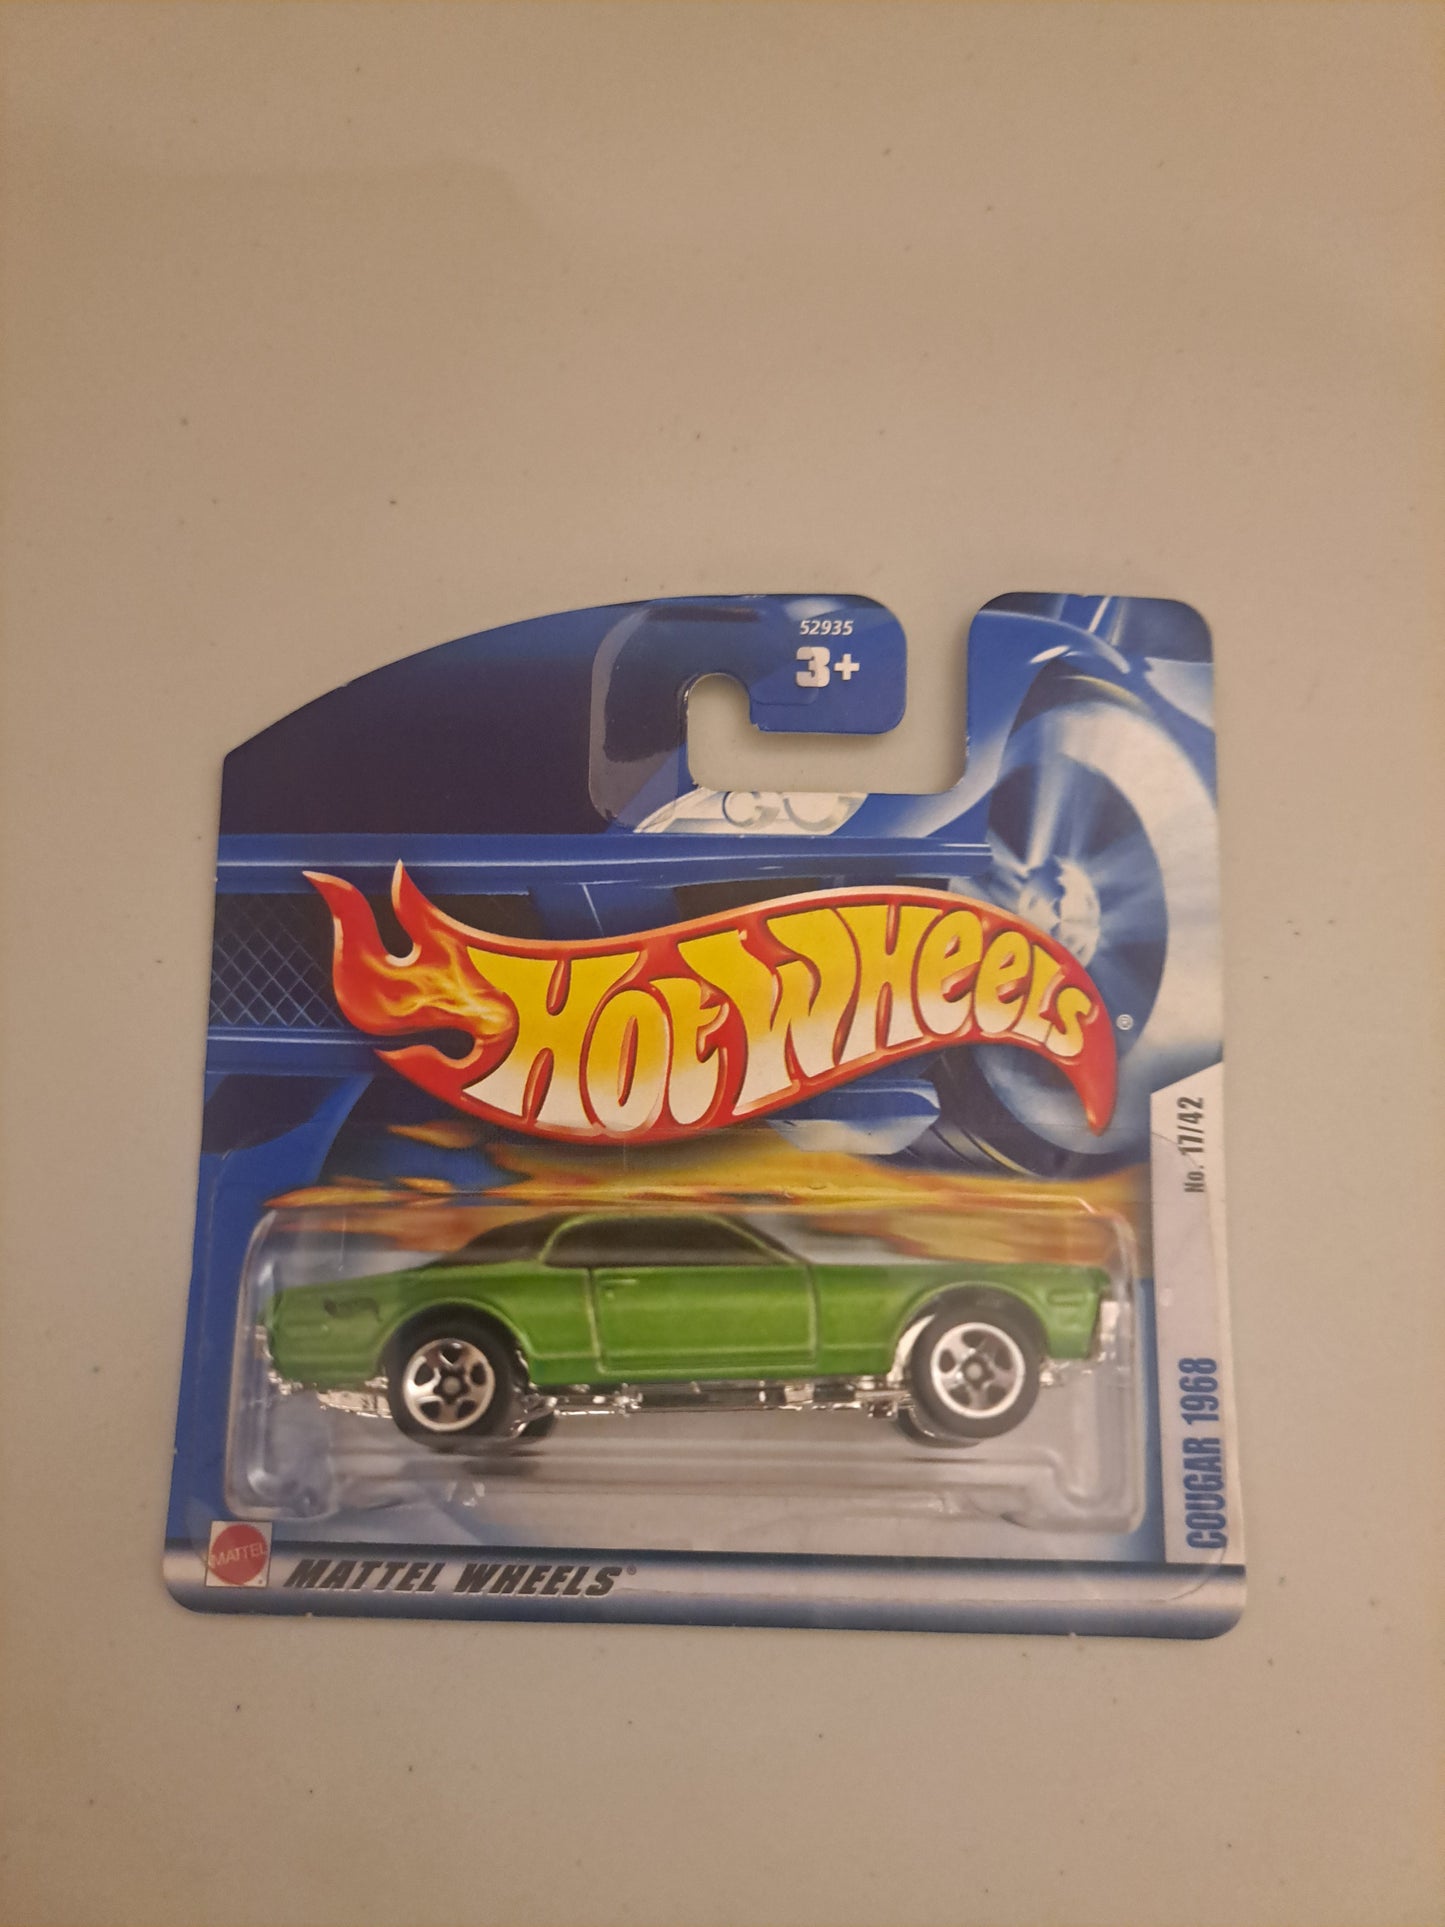 52935
3+
HOT WHEELS®
No. 17/42
COUGAR 1968
MATTEL
MATTEL WHEELS®